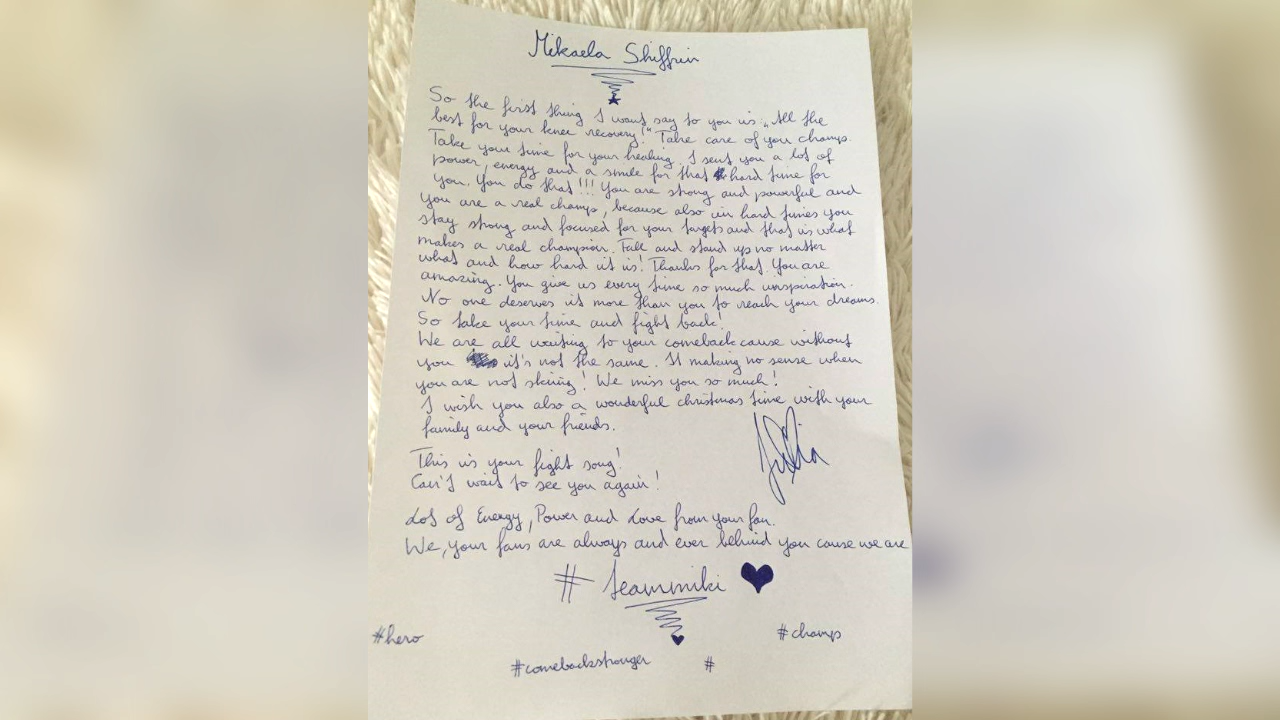 Mikaela Shiffrin
So the first thing I want say to you is: „All the
best for your knee recovery!“ Take care of you champ.
Take your time for your healing. I sent you a lot of
power, energy and a smile for that hard time for
you. You do that!!! You are strong and powerful and
you are a real champ, because also in hard times you
stay strong and focused for your targets and that is what
makes a real champion. Fall and stand up no matter
what and how hard it is! Thanks for that. You are
amazing. You give us every time so much inspiration.
No one deserves it more than you to reach your dreams.
So take your time and fight back!
We are all waiting to your comeback cause without
you it's not the same. It making no sense when
you are not skiing! We miss you so much!
I wish you also a wonderful christmas time with your
family and your friends.
Julia
This is your fight song!
Can't wait to see you again!
Lot of Energy, Power and Love from your fan.
We, your fans are always and ever behind you cause we are
# teammiki ♥
#hero #champ
#comebackstronger #